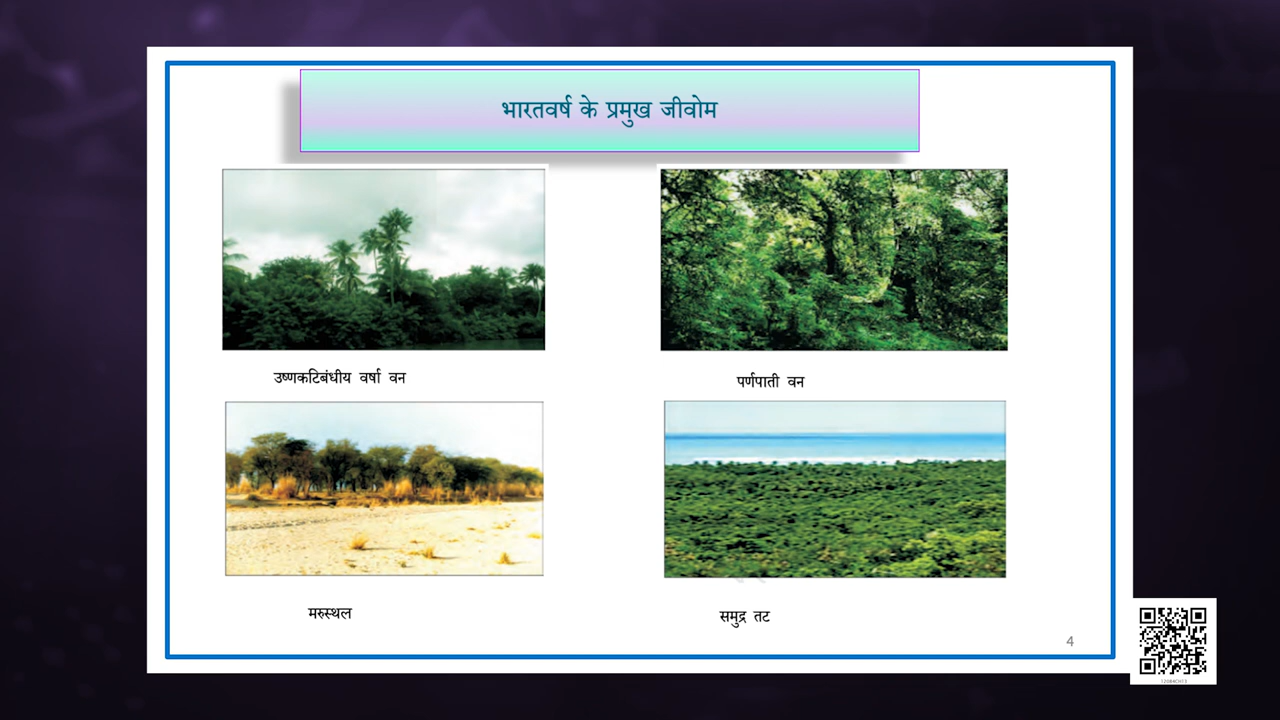 भारतवर्ष के प्रमुख जीवोम
उष्णकटिबंधीय वर्षा वन
पर्णपाती वन
मरुस्थल
समुद्र तट
4